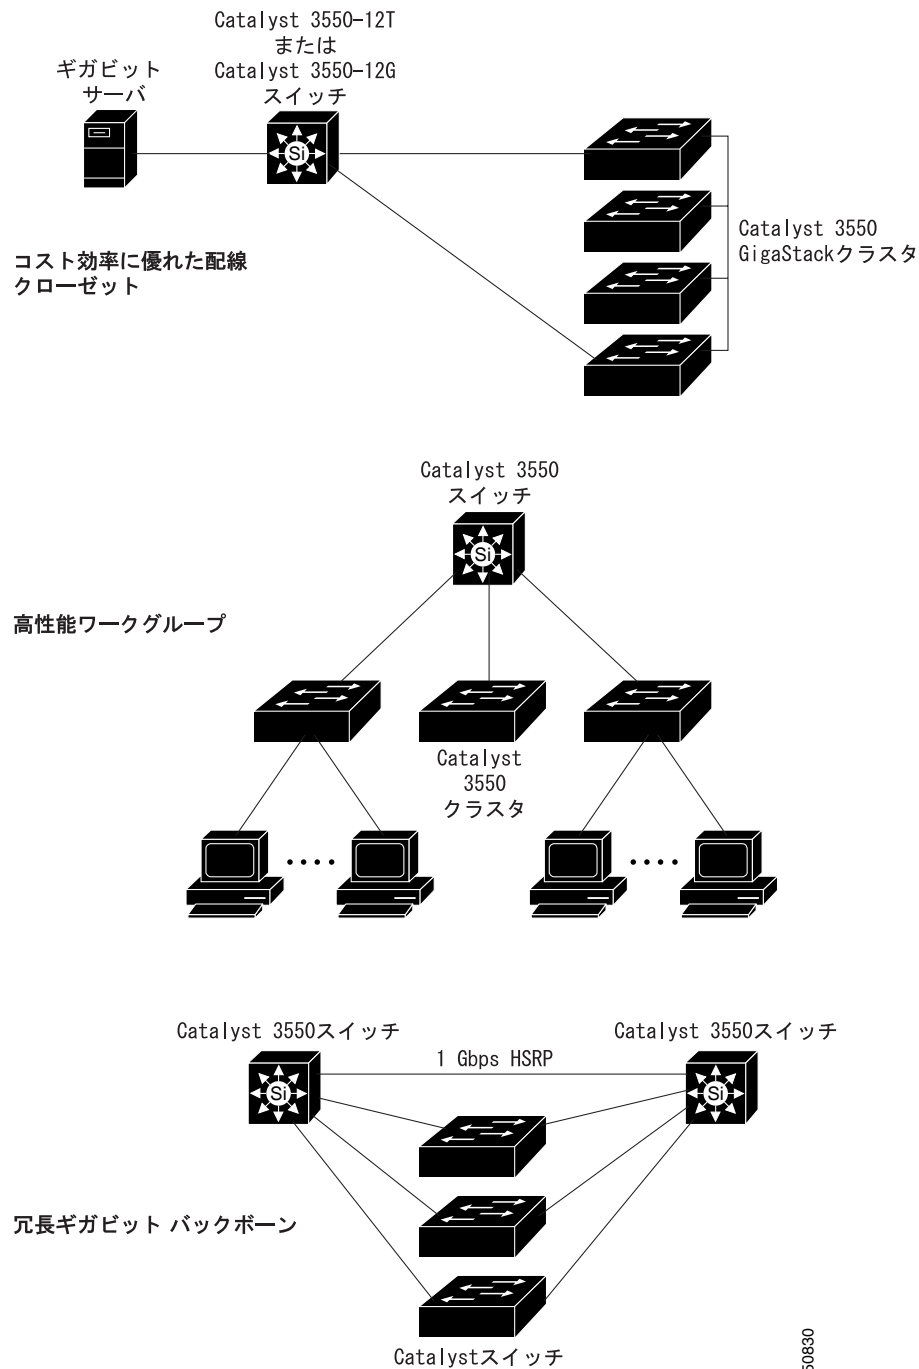 Catalyst 3550-12T
または
Catalyst 3550-12G
スイッチ
ギガビット
サーバ
Si
Catalyst 3550
GigaStackクラスタ
コスト効率に優れた配線
クローゼット
Catalyst 3550
スイッチ
Si
高性能ワークグループ
Catalyst
3550
クラスタ
Catalyst 3550スイッチ
Catalyst 3550スイッチ
1 Gbps HSRP
Si
Si
冗長ギガビット バックボーン
Catalystスイッチ
50830